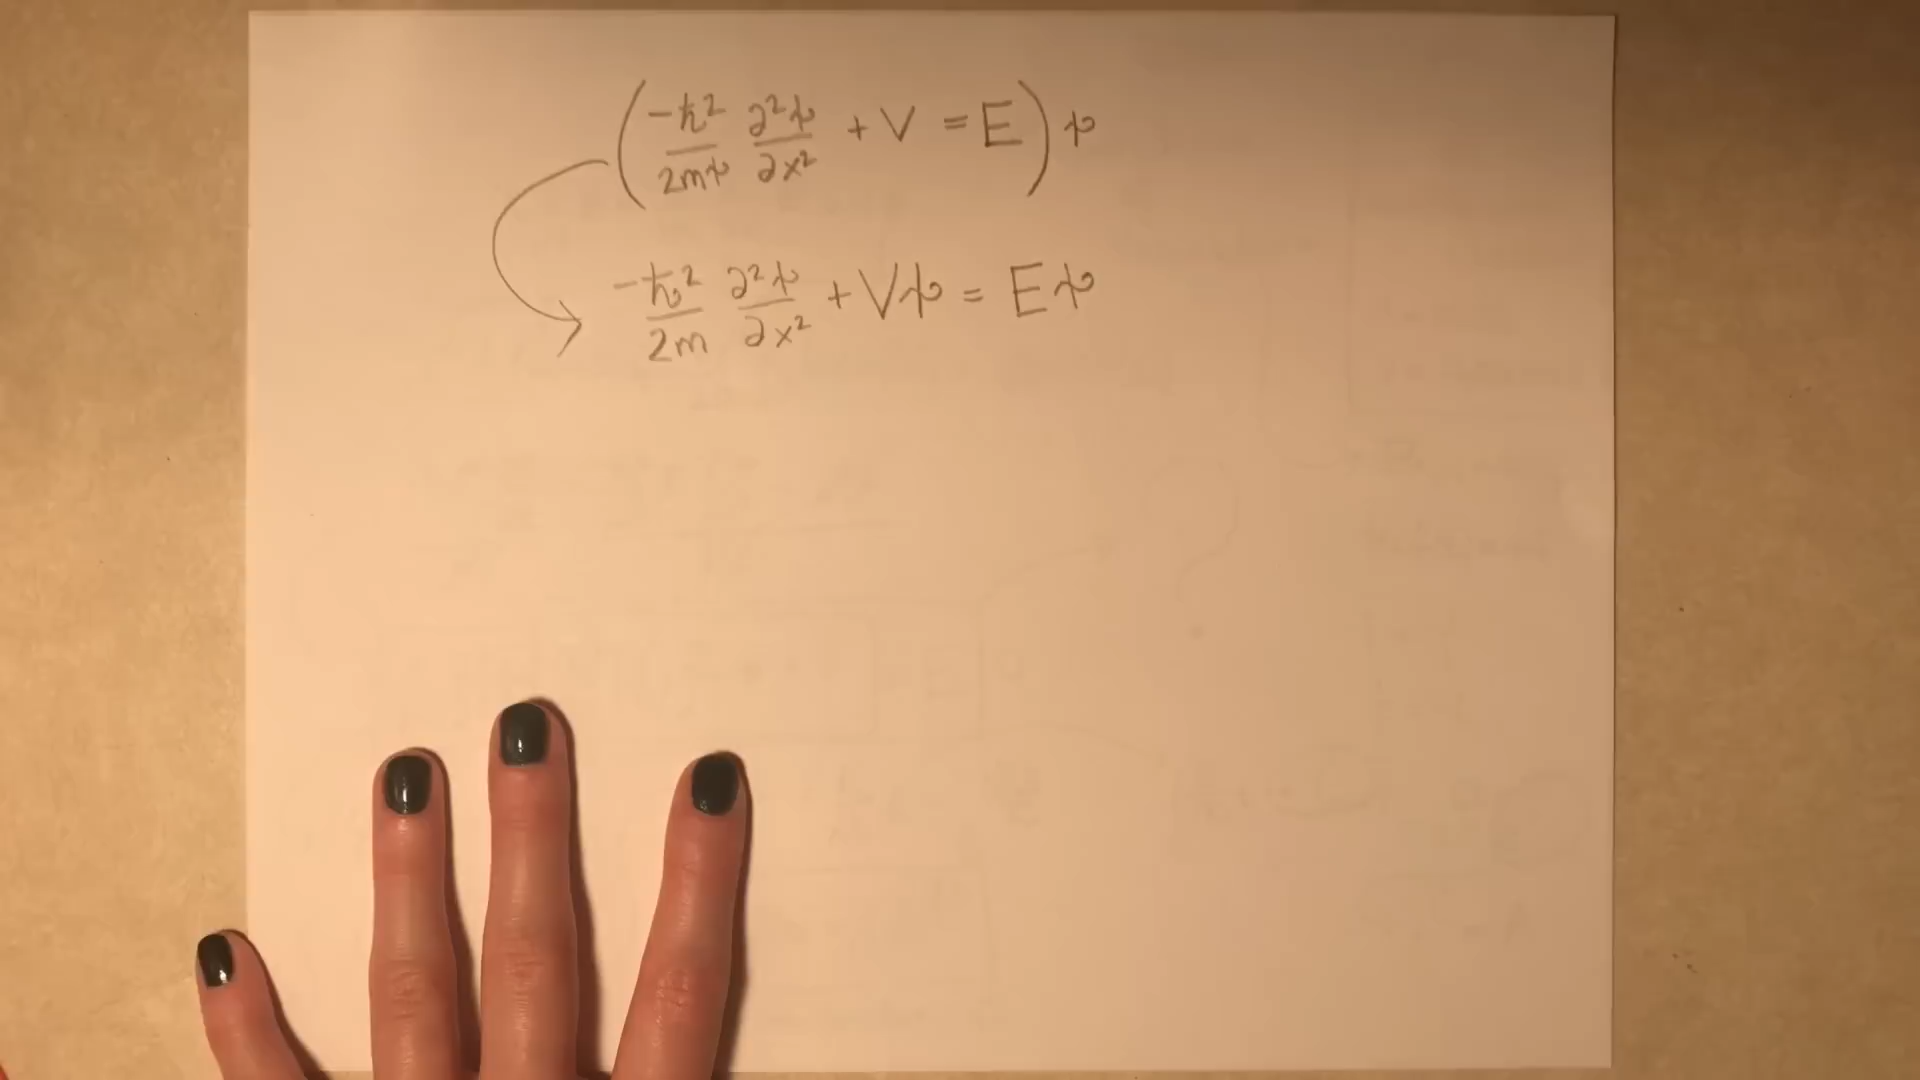 (-ħ²/2mψ ∂²ψ/∂x² + V = E)ψ
-ħ²/2m ∂²ψ/∂x² + Vψ = Eψ